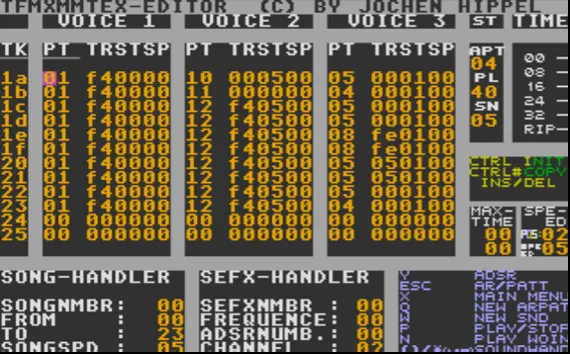 TFMXMMTEX-EDITOR (C) BY JOCHEN HIPPEL
VOICE 1 VOICE 2 VOICE 3 ST TIME
TK PT TRSTSP PT TRSTSP PT TRSTSP
1a 01 f40000 10 000500 05 000100
1b 01 f40000 11 000000 04 000100
1c 01 f40000 12 f40500 05 000100
1d 01 f40000 12 f40500 05 000100
1e 01 f40000 12 f40500 08 fe0100
1f 01 f40000 12 f40500 08 fe0100
20 01 f40000 12 f40500 05 050100
21 01 f40000 12 f40500 05 050100
22 01 f40000 12 f40500 05 000100
23 01 f40000 12 f40500 04 000100
24 00 000000 00 000000 00 000000
25 00 000000 00 000000 00 000000
APT
04
PL
40
SN
05
00
08
16
24
32
RIP
CTRL INIT
CTRL#COPY
INS/DEL
MAX-TIME
00
00
SPE-ED
02
05
SONG-HANDLER
SONGNMBR: 00
FROM : 00
TO : 23
SONGSPD : 05
SEFX-HANDLER
SEFXNMBR : 00
FREQUENCE: 00
ADSRNUMB.: 00
CHANNEL : 02
Y ADSR
ESC AR/PATT
X MAIN MENU
Q NEW ARPAT
W NEW SND
P PLAY/STOP
N PLAY WOIN